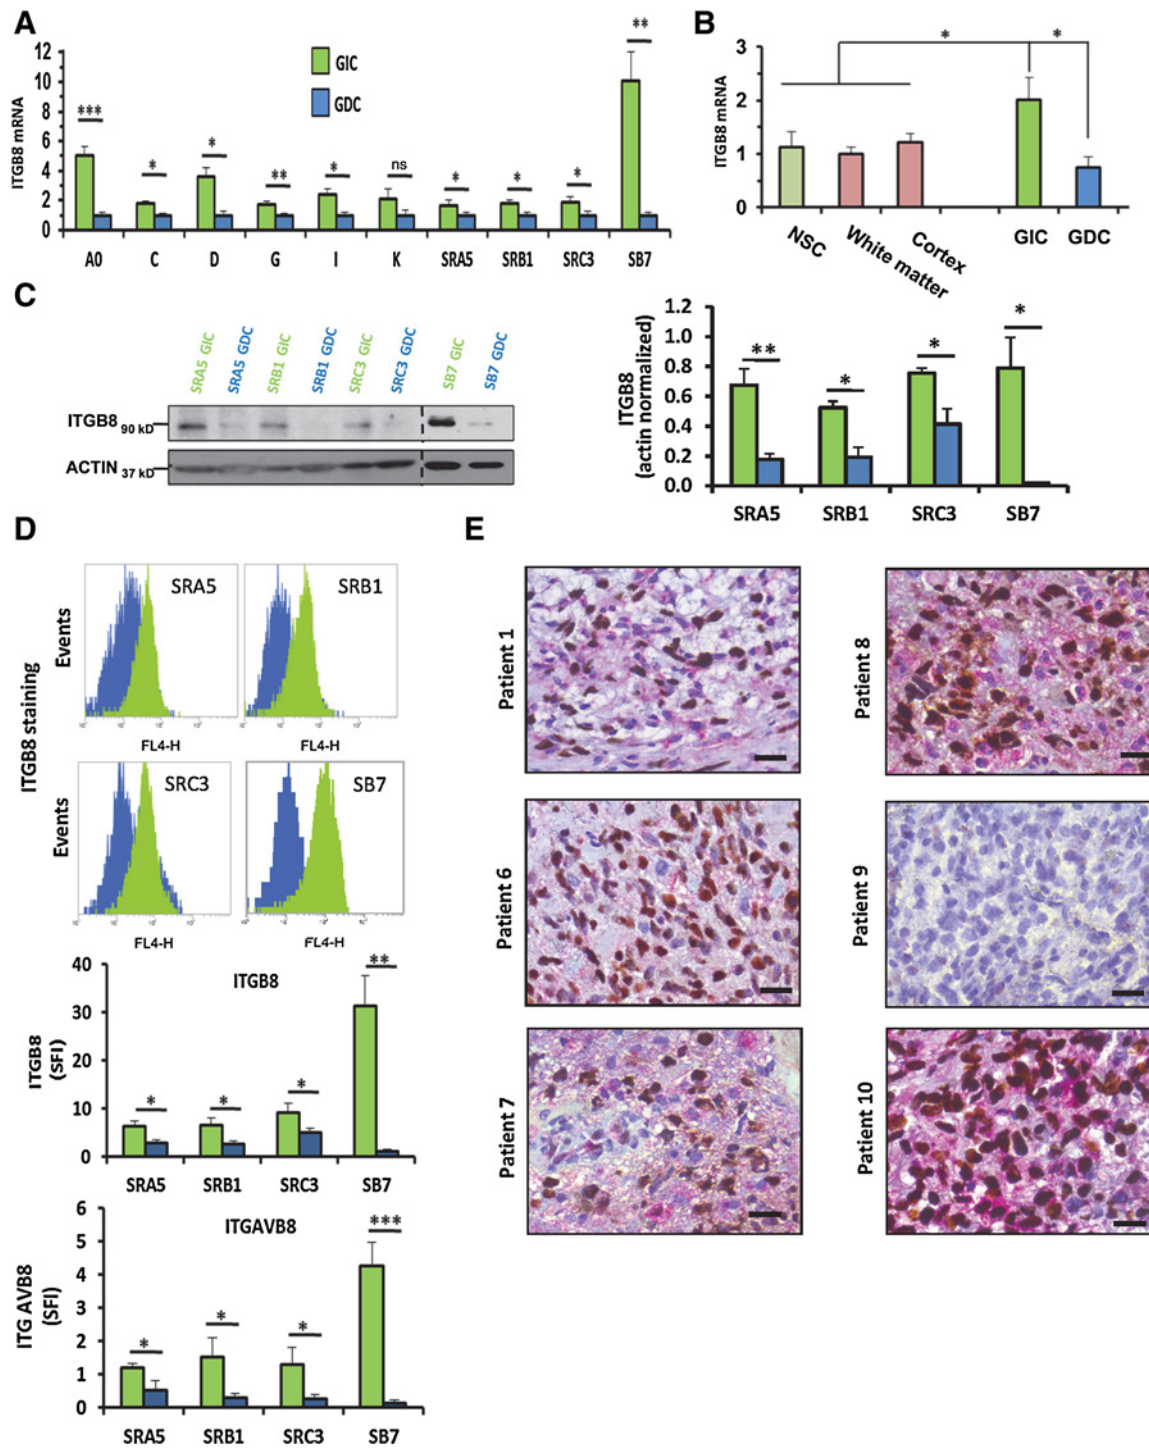 A
ITGB8 mRNA
12
10
8
6
4
2
0
***
*
*
**
*
ns
*
*
*
**
GIC
GDC
A0 C D G I K SRA5 SRB1 SRC3 SB7
B
ITGB8 mRNA
3
2
1
0
* *
NSC White matter Cortex GIC GDC
C
SRA5 GIC SRA5 GDC SRB1 GIC SRB1 GDC SRC3 GIC SRC3 GDC SB7 GIC SB7 GDC
ITGB8 90 kD
ACTIN 37 kD
ITGB8
(actin normalized)
1.2
1.0
0.8
0.6
0.4
0.2
0.0
** * * *
SRA5 SRB1 SRC3 SB7
D
ITGB8 staining
Events
SRA5
FL4-H
SRB1
FL4-H
Events
SRC3
FL4-H
SB7
FL4-H
ITGB8
ITGB8
(SFI)
40
30
20
10
0
* * * **
SRA5 SRB1 SRC3 SB7
ITGAVB8
ITG AVB8
(SFI)
6
5
4
3
2
1
0
* * * ***
SRA5 SRB1 SRC3 SB7
E
Patient 1
Patient 8
Patient 6
Patient 9
Patient 7
Patient 10